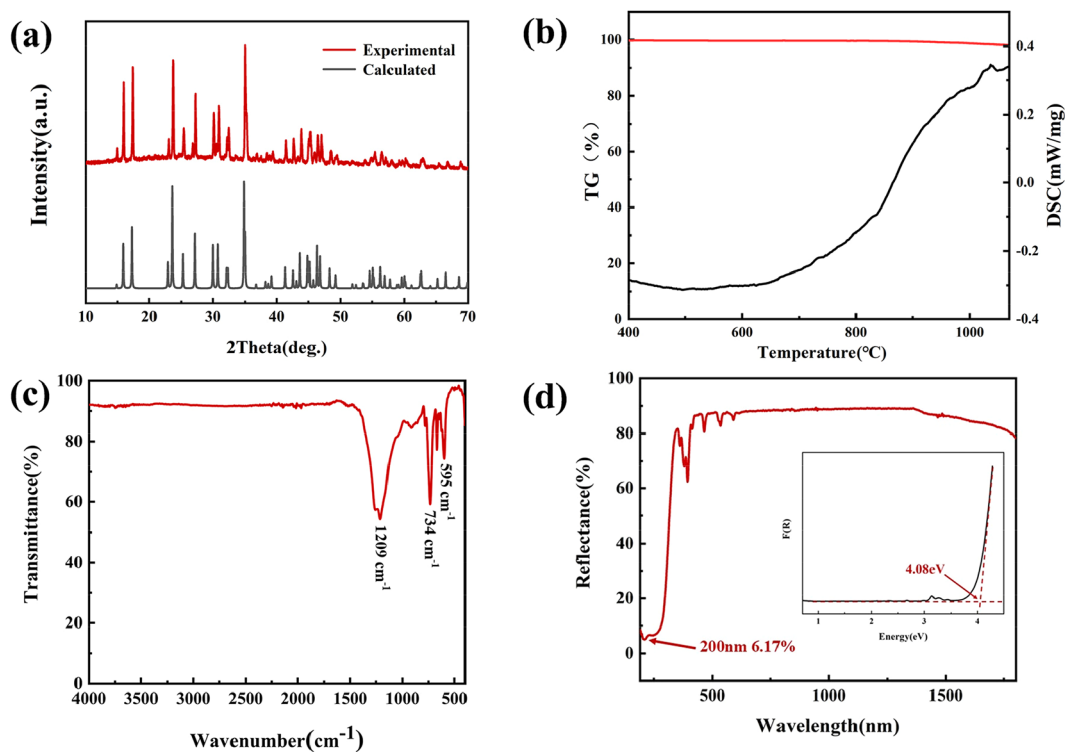 (a)
Experimental
Calculated
Intensity(a.u.)
10 20 30 40 50 60 70
2Theta(deg.)
(b)
100
80
60
40
20
0
TG (%)
0.4
0.2
0.0
-0.2
-0.4
DSC(mW/mg)
400 600 800 1000
Temperature(℃)
(c)
100
80
60
40
20
0
Transmittance(%)
1209 cm⁻¹
734 cm⁻¹
595 cm⁻¹
4000 3500 3000 2500 2000 1500 1000 500
Wavenumber(cm⁻¹)
(d)
100
80
60
40
20
0
Reflectance(%)
F(R)
4.08eV
1 2 3 4
Energy(eV)
200nm 6.17%
500 1000 1500
Wavelength(nm)